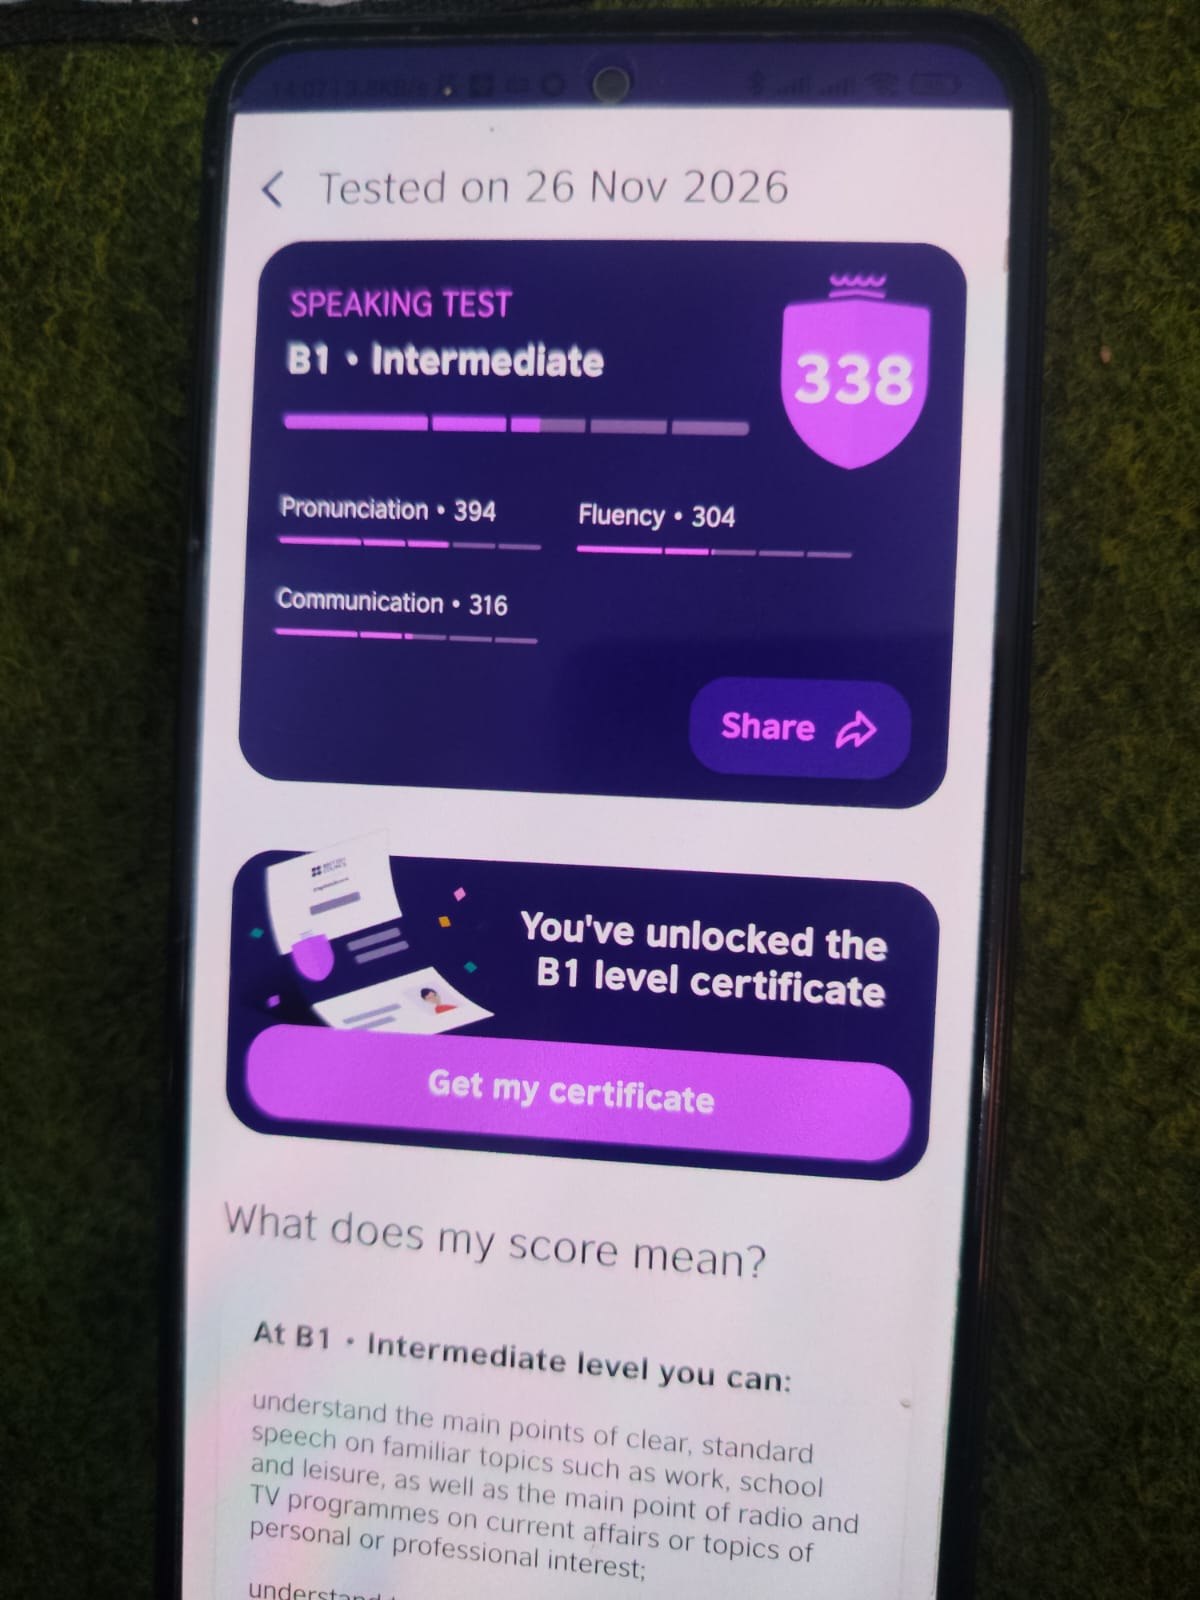 Tested on 26 Nov 2026
SPEAKING TEST
B1 • Intermediate
338
Pronunciation • 394
Fluency • 304
Communication • 316
Share
You've unlocked the
B1 level certificate
Get my certificate
What does my score mean?
At B1 • Intermediate level you can:
understand the main points of clear, standard
speech on familiar topics such as work, school
and leisure, as well as the main point of radio and
TV programmes on current affairs or topics of
personal or professional interest;